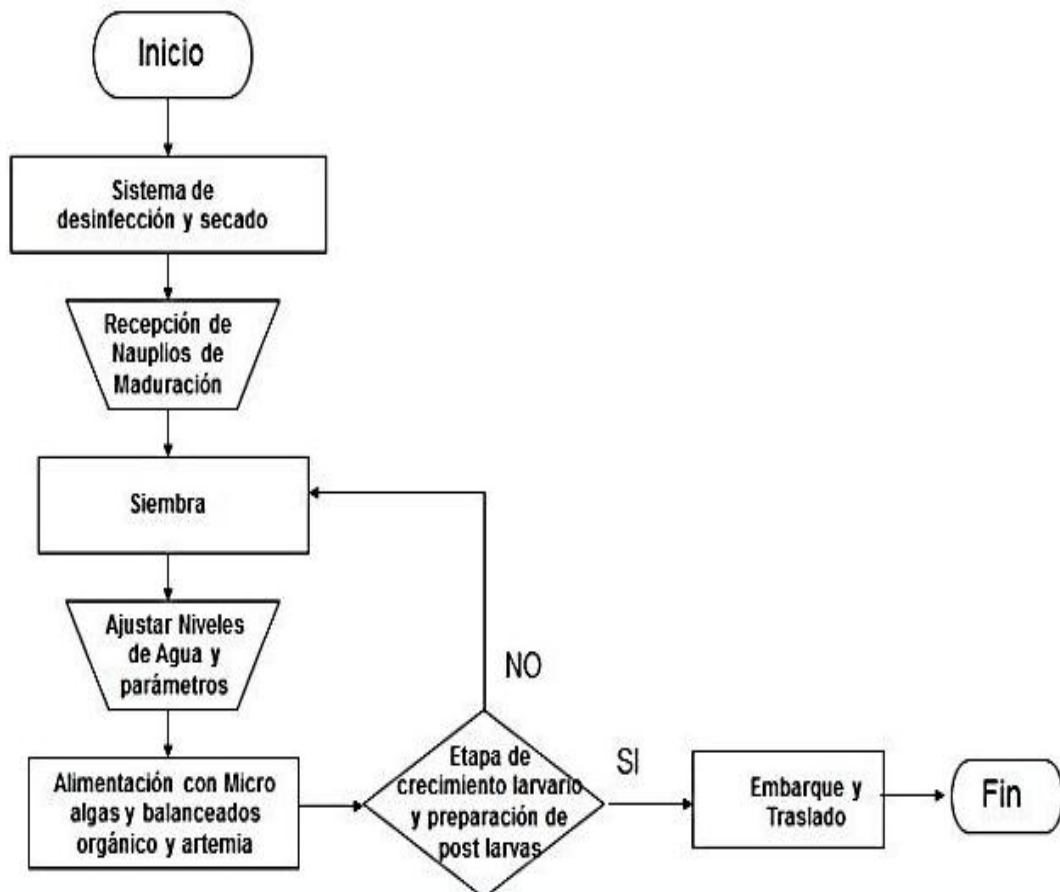 Inicio
Sistema de
desinfección y secado
Recepción de
Nauplios de
Maduración
Siembra
Ajustar Niveles
de Agua y
parámetros
NO
Alimentación con Micro
algas y balanceados
orgánico y artemia
Etapa de
crecimiento larvario
y preparación de
post larvas
SI
Embarque y
Traslado
Fin